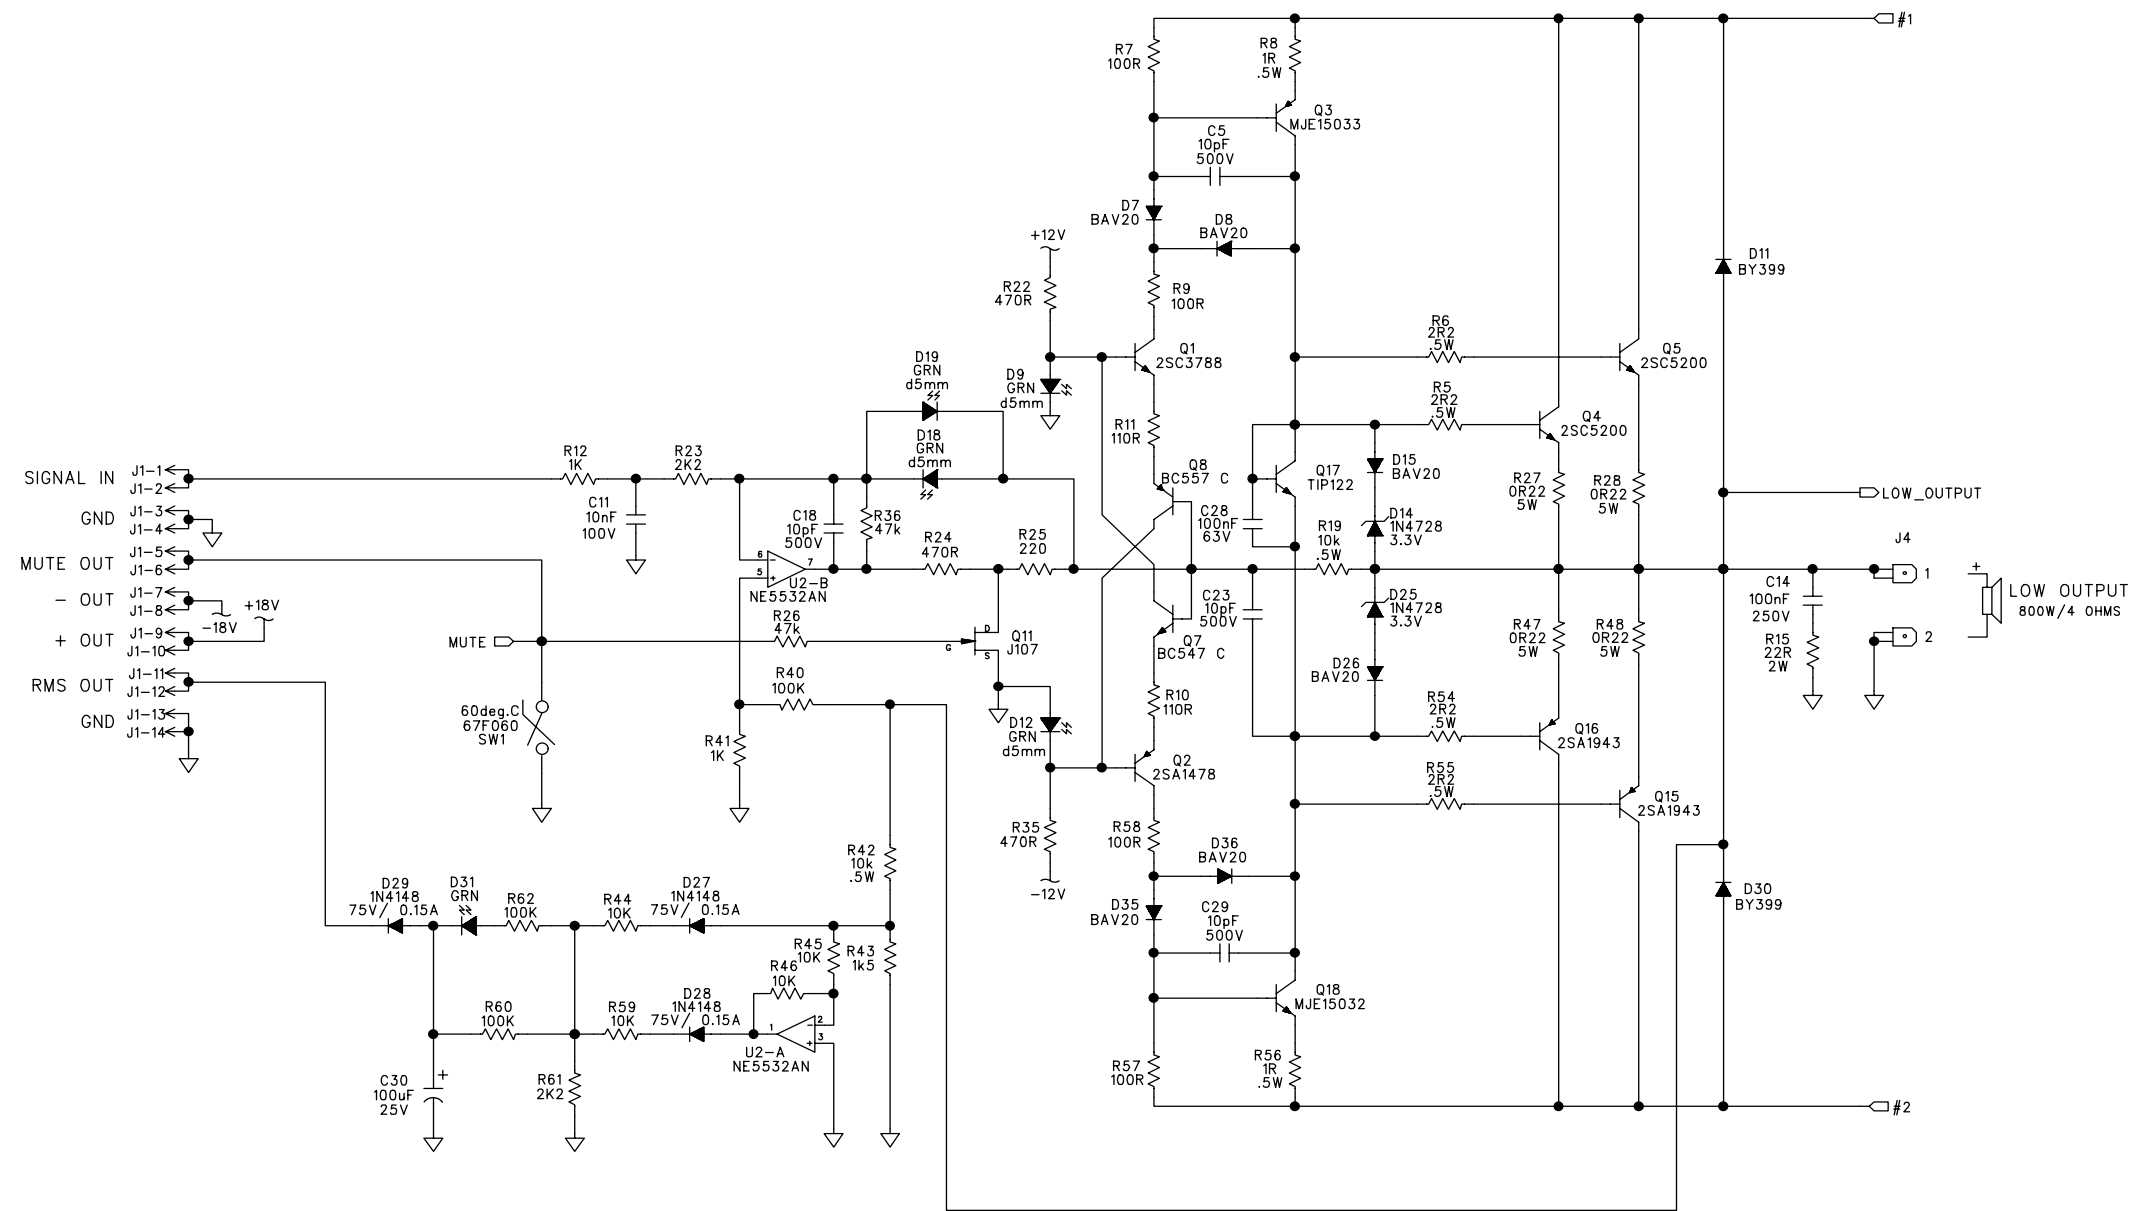 #1
R7
100R
R8
1R
.5W
Q3
MJE15033
C5
10pF
500V
D7
BAV20
D8
BAV20
+12V
D11
BY399
R22
470R
R9
100R
R6
2R2
.5W
Q1
2SC3788
Q5
2SC5200
D19
GRN
d5mm
D9
GRN
d5mm
R5
2R2
.5W
R11
110R
Q4
2SC5200
D18
GRN
d5mm
R12
1K
R23
2K2
SIGNAL IN
J1-1
J1-2
Q8
BC557 C
Q17
TIP122
D15
BAV20
R27
0R22
5W
R28
0R22
5W
LOW_OUTPUT
C11
10nF
100V
C18
10pF
500V
R36
47k
C28
100nF
63V
D14
1N4728
3.3V
GND
J1-3
J1-4
R24
470R
R25
220
R19
10k
.5W
J4
MUTE OUT
J1-5
J1-6
6
-
5
+
7
U2-B
NE5532AN
1
+
C14
100nF
250V
LOW OUTPUT
800W/4 OHMS
- OUT
J1-7
J1-8
-18V
+18V
C23
10pF
500V
D25
1N4728
3.3V
+ OUT
J1-9
J1-10
MUTE
R26
47k
D
G
S
Q11
J107
Q7
BC547 C
R47
0R22
5W
R48
0R22
5W
2
R15
22R
2W
RMS OUT
J1-11
J1-12
R40
100K
D26
BAV20
GND
J1-13
J1-14
60deg.C
67F060
SW1
R41
1K
R10
110R
D12
GRN
d5mm
R54
2R2
.5W
Q16
2SA1943
Q2
2SA1478
R55
2R2
.5W
Q15
2SA1943
R35
470R
R58
100R
R42
10k
.5W
D36
BAV20
-12V
D29
1N4148
75V/ 0.15A
D31
GRN
R62
100K
R44
10K
D27
1N4148
75V/ 0.15A
D35
BAV20
C29
10pF
500V
D30
BY399
R45
10K
R43
1k5
R46
10K
R60
100K
R59
10K
D28
1N4148
75V/ 0.15A
1
2
-
3
+
U2-A
NE5532AN
Q18
MJE15032
C30
100uF
25V
+
R61
2K2
R57
100R
R56
1R
.5W
#2